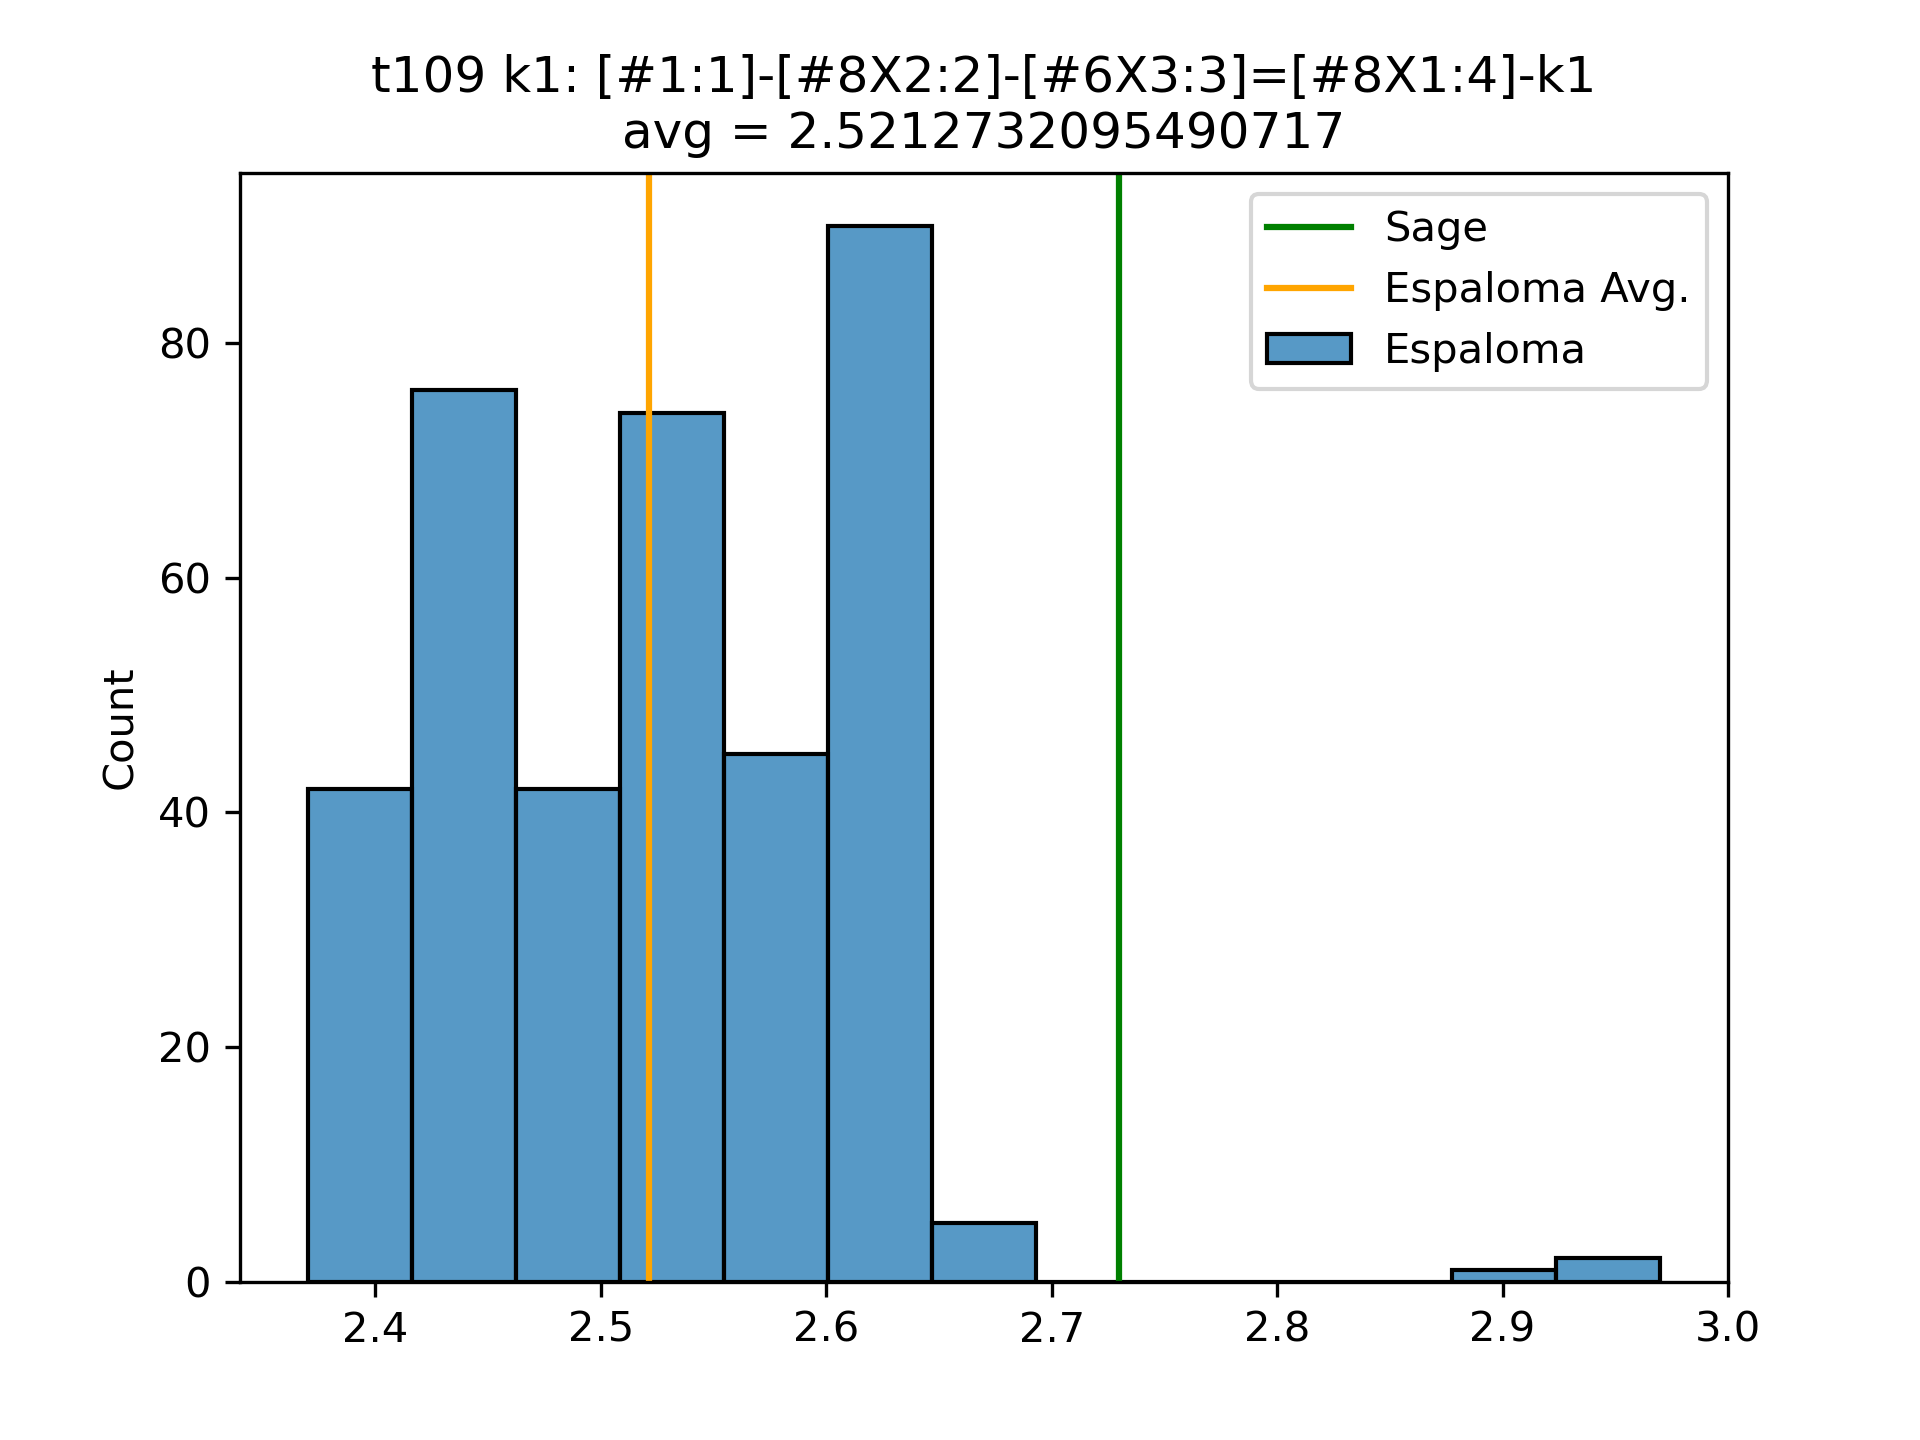 t109 k1: [#1:1]-[#8X2:2]-[#6X3:3]=[#8X1:4]-k1
avg = 2.5212732095490717
Sage
Espaloma Avg.
Espaloma
80
60
40
20
0
Count
2.4 2.5 2.6 2.7 2.8 2.9 3.0